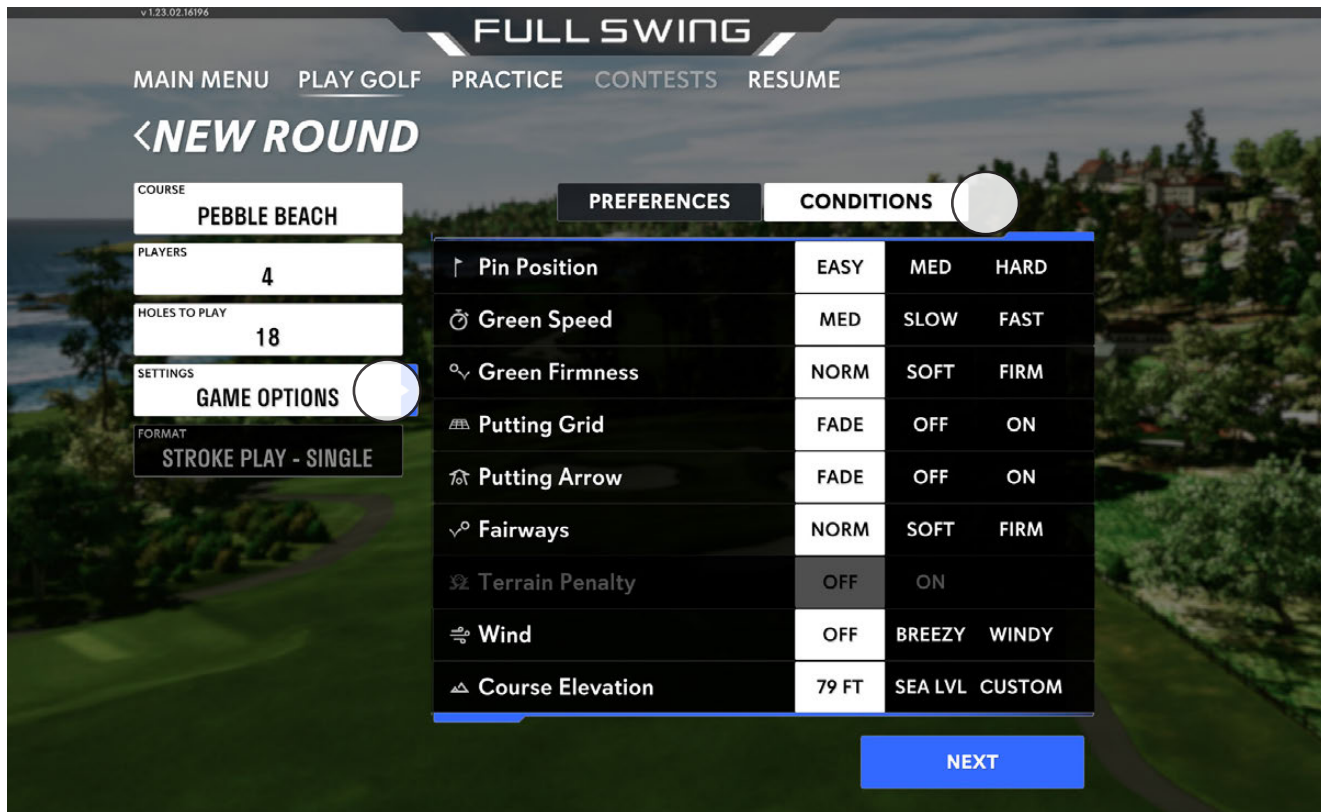 v 1.23.02.16196
FULL SWING
MAIN MENU PLAY GOLF PRACTICE CONTESTS RESUME
<NEW ROUND
COURSE
PEBBLE BEACH
PLAYERS
4
HOLES TO PLAY
18
SETTINGS
GAME OPTIONS
FORMAT
STROKE PLAY - SINGLE
PREFERENCES CONDITIONS
Pin Position EASY MED HARD
Green Speed MED SLOW FAST
Green Firmness NORM SOFT FIRM
Putting Grid FADE OFF ON
Putting Arrow FADE OFF ON
Fairways NORM SOFT FIRM
Terrain Penalty OFF ON
Wind OFF BREEZY WINDY
Course Elevation 79 FT SEA LVL CUSTOM
NEXT